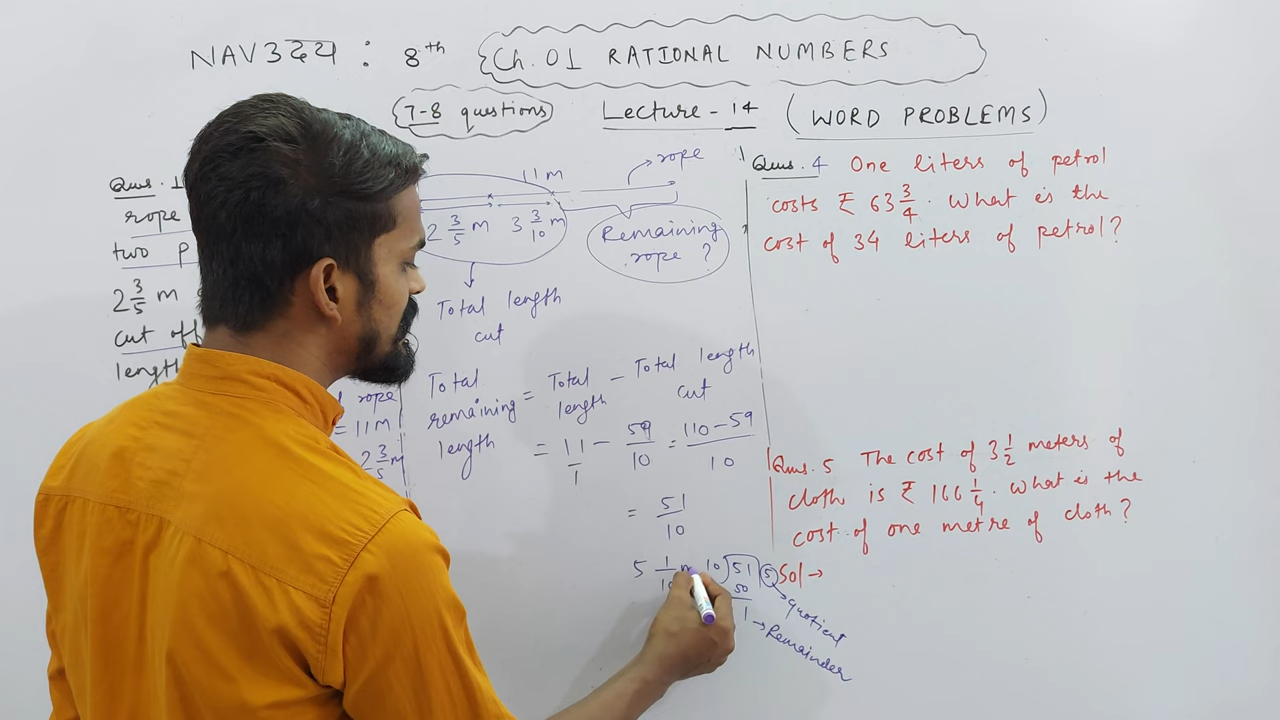 NAV उदय : 8th Ch. 01 RATIONAL NUMBERS
7-8 questions Lecture - 14 (WORD PROBLEMS)
Ques. 1
rope
two p
2 3/5 m
cut off
length
rope
= 11 m
2 3/5 m
11 m
rope
2 3/5 m 3 3/10 m
Remaining
rope ?
Total length
cut
Total remaining length = Total length - Total length cut
= 11/1 - 59/10 = 110-59/10
= 51/10
5 1/10 m 10)51(5
50
1
quotient
Remainder
Ques. 4 One liters of petrol
costs ₹ 63 3/4. What is the
cost of 34 liters of petrol?
Ques. 5 The cost of 3 1/2 meters of
cloth is ₹ 166 1/4. What is the
cost of one metre of cloth?
Sol →